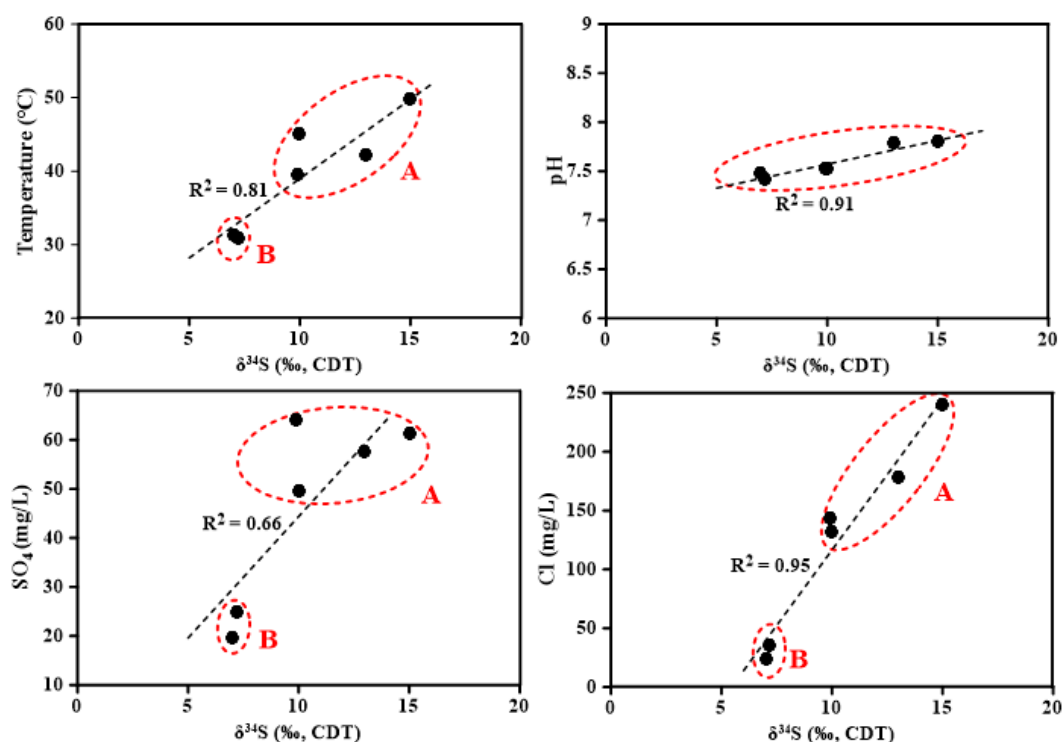 60
50
40
30
20
Temperature (°C)
R² = 0.81
A
B
0 5 10 15 20
δ³⁴S (‰, CDT)
9
8.5
8
7.5
7
6.5
6
pH
R² = 0.91
0 5 10 15 20
δ³⁴S (‰, CDT)
70
60
50
40
30
20
10
SO₄ (mg/L)
R² = 0.66
A
B
0 5 10 15 20
δ³⁴S (‰, CDT)
250
200
150
100
50
0
Cl (mg/L)
R² = 0.95
A
B
0 5 10 15 20
δ³⁴S (‰, CDT)